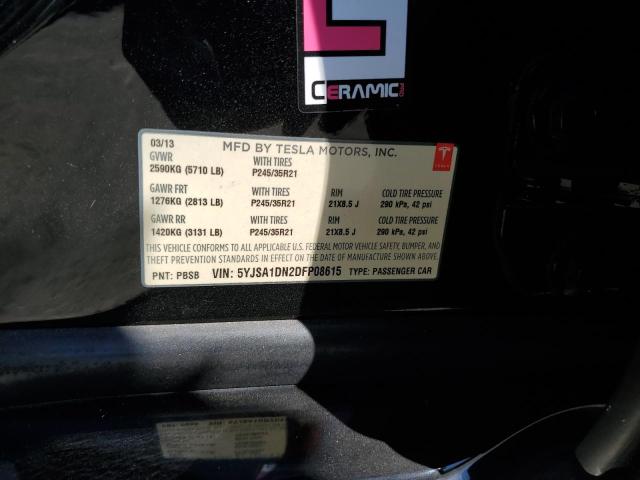 CERAMIC PRO
03/13 MFD BY TESLA MOTORS, INC.
GVWR WITH TIRES
2590KG (5710 LB) P245/35R21
TESLA
GAWR FRT WITH TIRES RIM COLD TIRE PRESSURE
1276KG (2813 LB) P245/35R21 21X8.5 J 290 kPa, 42 psi
GAWR RR WITH TIRES RIM COLD TIRE PRESSURE
1420KG (3131 LB) P245/35R21 21X8.5 J 290 kPa, 42 psi
THIS VEHICLE CONFORMS TO ALL APPLICABLE U.S. FEDERAL MOTOR VEHICLE SAFETY, BUMPER, AND
THEFT PREVENTION STANDARDS IN EFFECT ON THE DATE OF MANUFACTURE SHOWN ABOVE.
PNT: PBSB VIN: 5YJSA1DN2DFP08615 TYPE: PASSENGER CAR